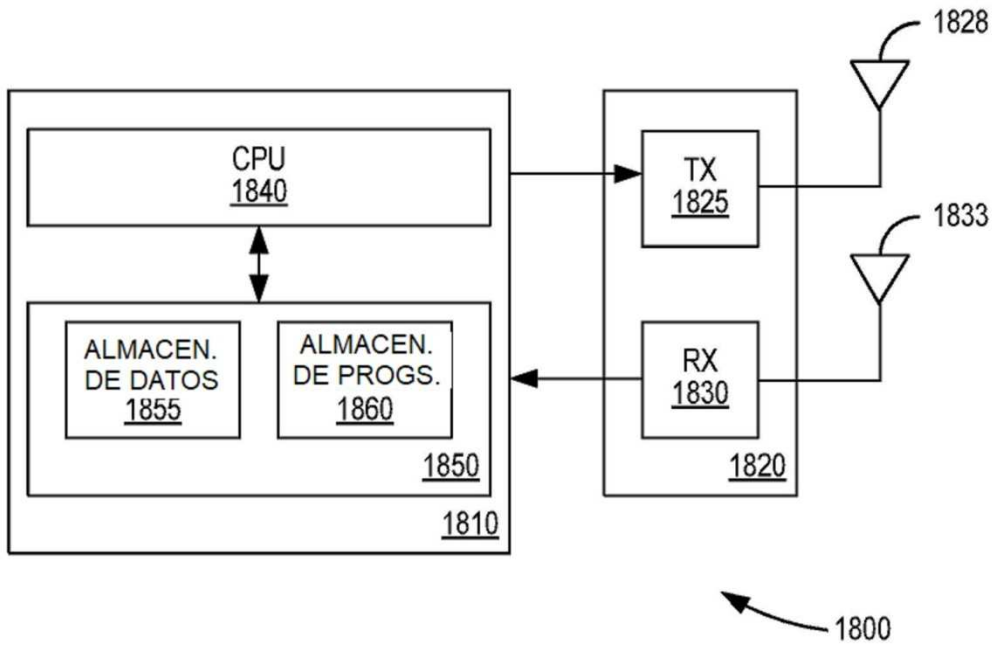 1828
CPU
1840
TX
1825
1833
ALMACEN.
DE DATOS
1855
ALMACEN.
DE PROGS.
1860
RX
1830
1850
1820
1810
1800